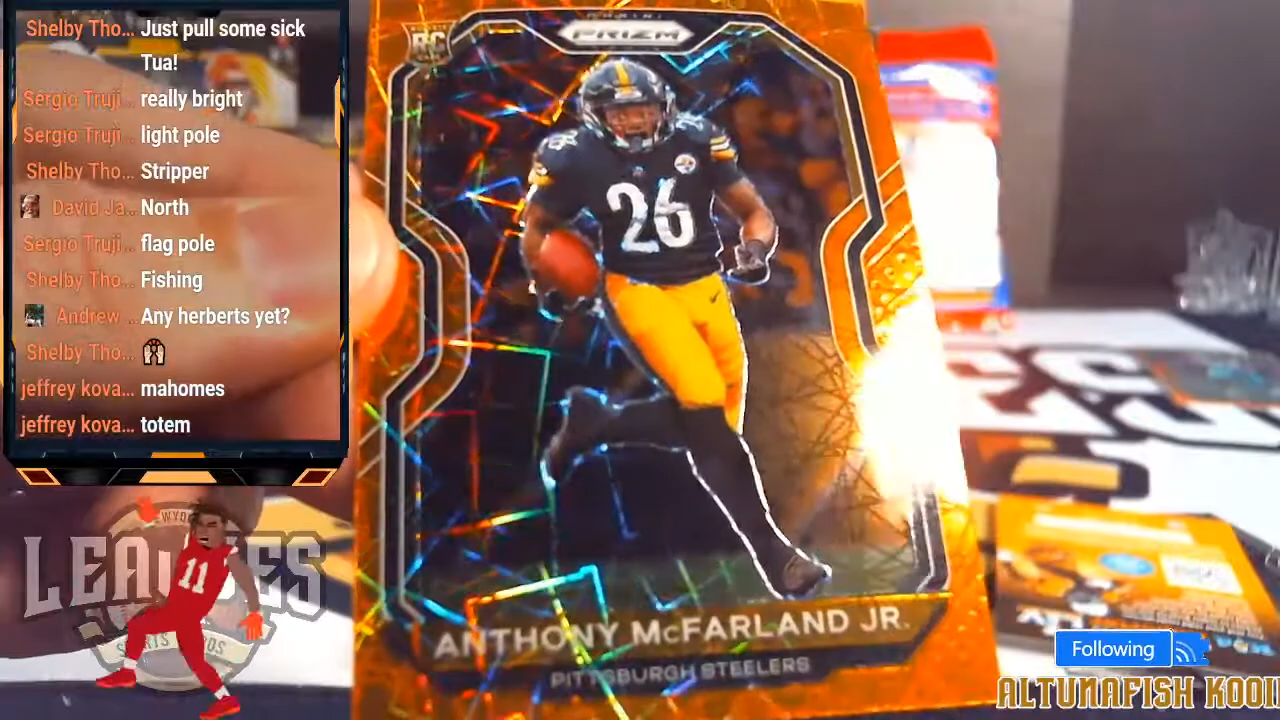 Shelby Tho... Just pull some sick
Tua!
Sergio Truji... really bright
Sergio Truji... light pole
Shelby Tho... Stripper
David Ja... North
Sergio Truji... flag pole
Shelby Tho... Fishing
Andrew ... Any herberts yet?
Shelby Tho...
jeffrey kova... mahomes
jeffrey kova... totem
RC
PRIZM
26
26
ANTHONY McFARLAND JR.
PITTSBURGH STEELERS
LEAGUES
11
Following
ALTUNAFISH KOOI